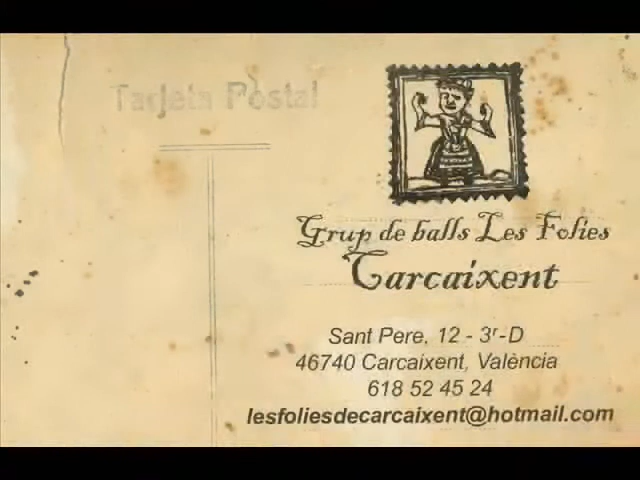 Tarjeta Postal
Grup de balls Les Folies
Carcaixent
Sant Pere, 12 - 3ʳ-D
46740 Carcaixent, València
618 52 45 24
lesfoliesdecarcaixent@hotmail.com